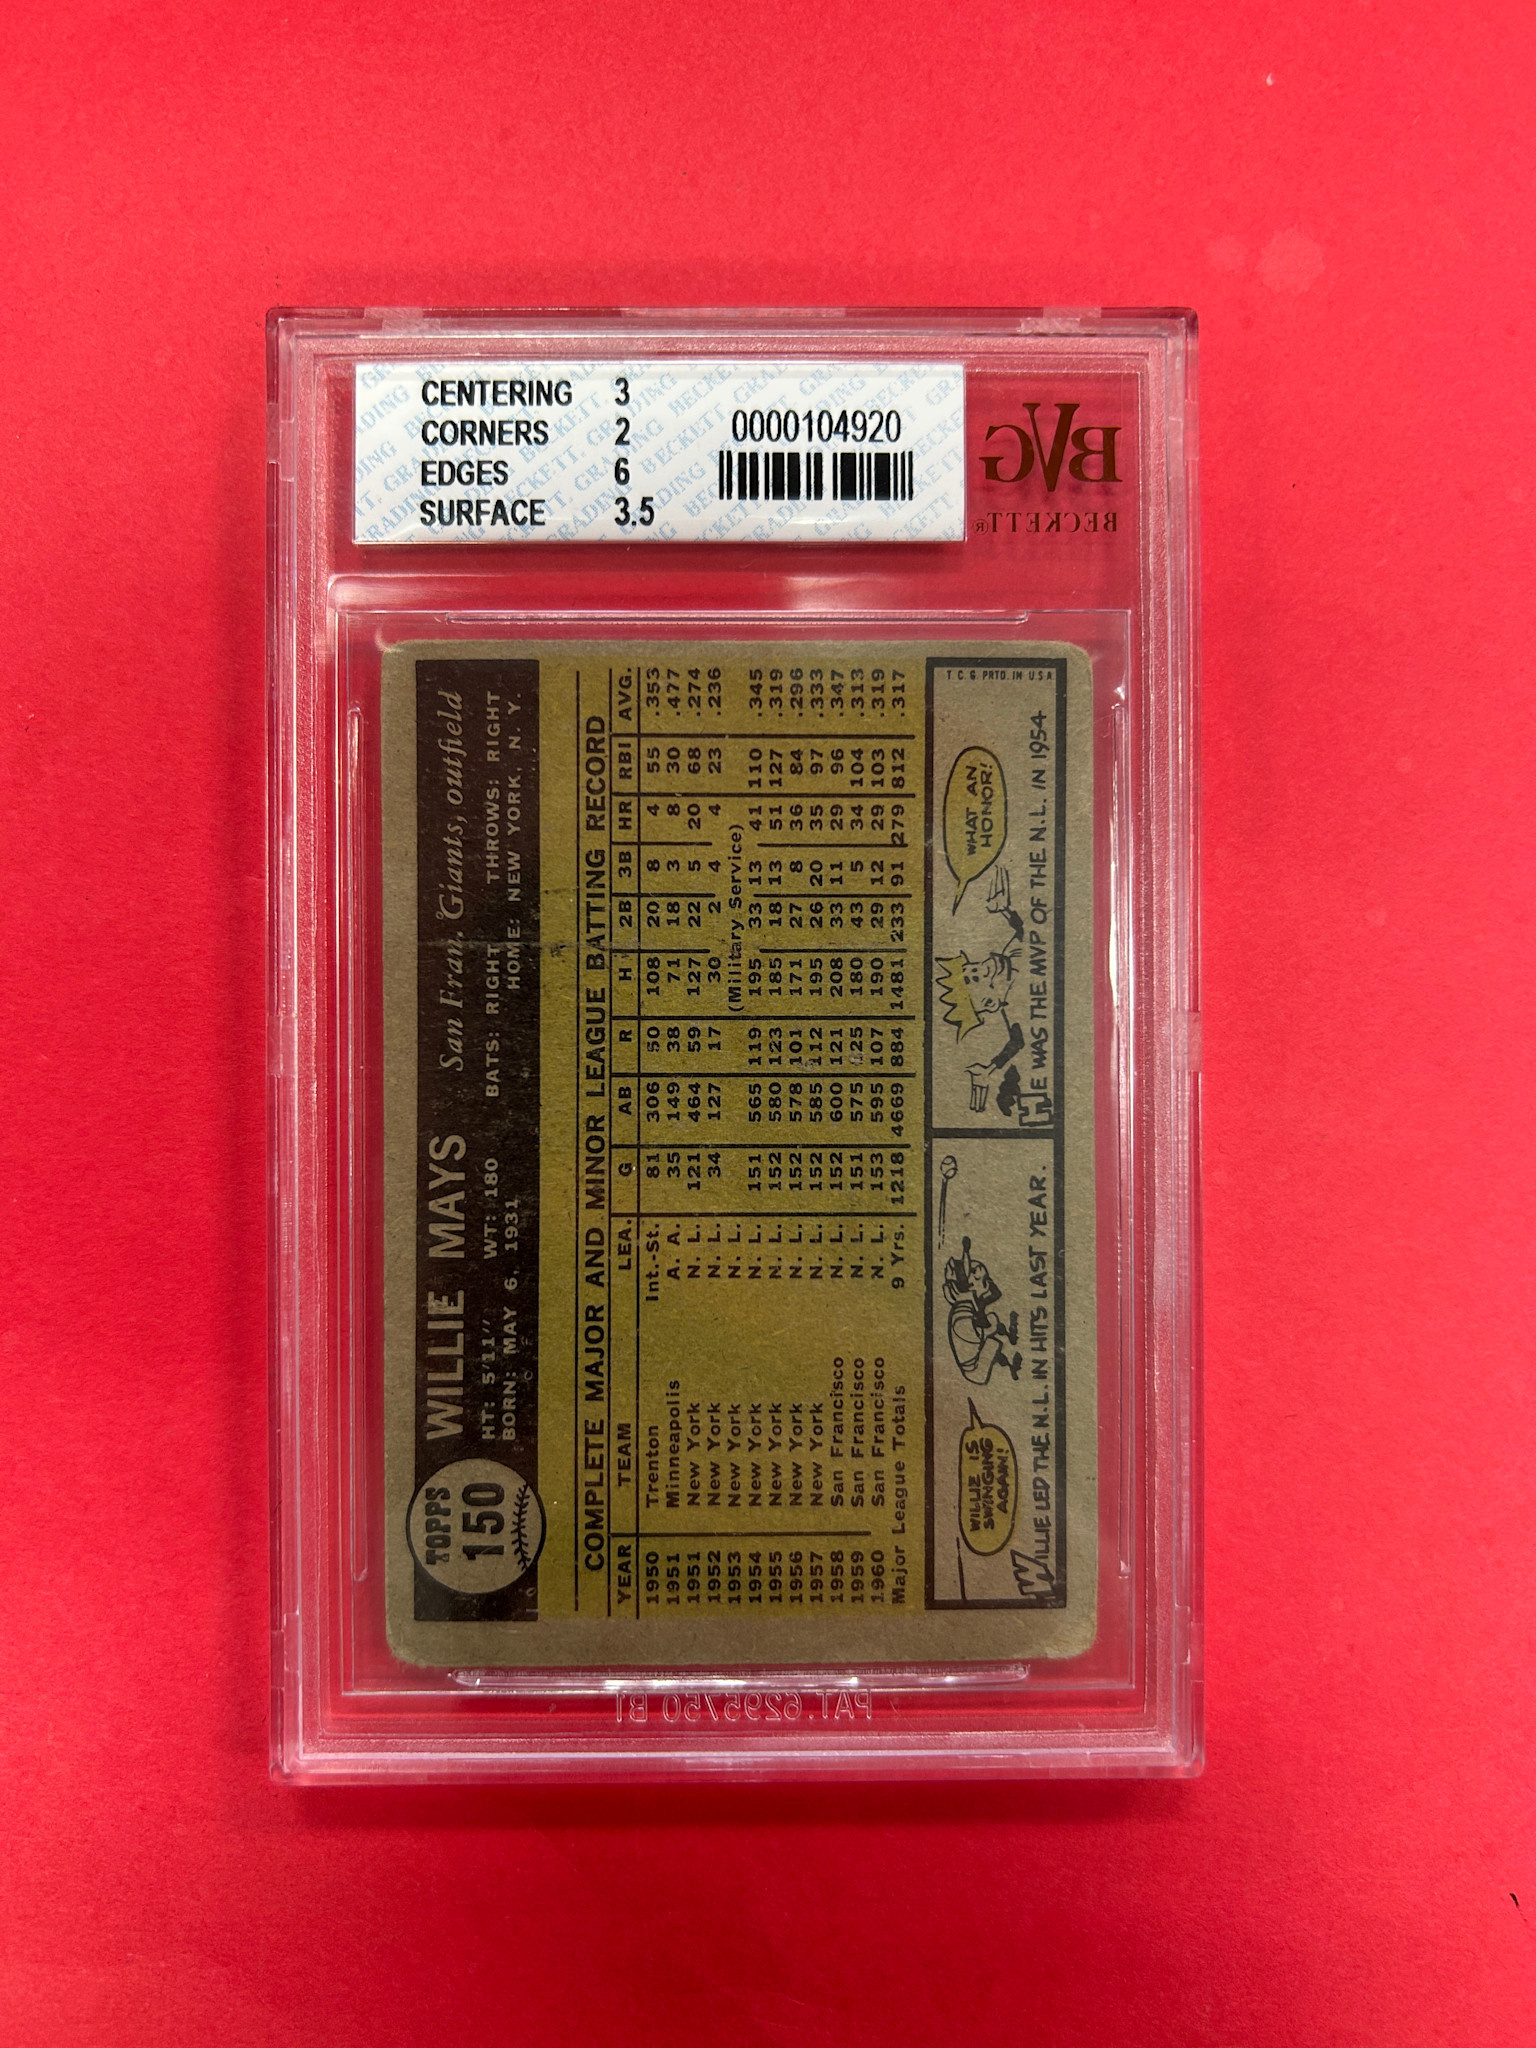 CENTERING 3
CORNERS 2
EDGES 6
SURFACE 3.5
0000104920
BVG
BECKETT®
TOPPS
150
WILLIE MAYS San Fran. Giants, outfield
HT: 5'11" WT: 180 BATS: RIGHT THROWS: RIGHT
BORN: MAY 6, 1931 HOME: NEW YORK, N. Y.
COMPLETE MAJOR AND MINOR LEAGUE BATTING RECORD
YEAR TEAM LEA. G AB R H 2B 3B HR RBI AVG.
1950 Trenton Int.-St. 81 306 50 108 20 8 4 55 .353
1951 Minneapolis A. A. 35 149 38 71 18 3 8 30 .477
1951 New York N. L. 121 464 59 127 22 5 20 68 .274
1952 New York N. L. 34 127 17 30 2 4 4 23 .236
1953 New York N. L. (Military Service)
1954 New York N. L. 151 565 119 195 33 13 41 110 .345
1955 New York N. L. 152 580 123 185 18 13 51 127 .319
1956 New York N. L. 152 578 101 171 27 8 36 84 .296
1957 New York N. L. 152 585 112 195 26 20 35 97 .333
1958 San Francisco N. L. 152 600 121 208 33 11 29 96 .347
1959 San Francisco N. L. 151 575 125 180 43 5 34 104 .313
1960 San Francisco N. L. 153 595 107 190 29 12 29 103 .319
Major League Totals 9 Yrs. 1218 4669 884 1481 233 91 279 812 .317
WILLIE IS
SWINGING
AGAIN!
WILLIE LED THE N.L. IN HITS LAST YEAR.
WHAT AN
HONOR!
HE WAS THE MVP OF THE N.L. IN 1954
T. C. G. PRTD. IN U.S.A.
PAT. 6295750 B1